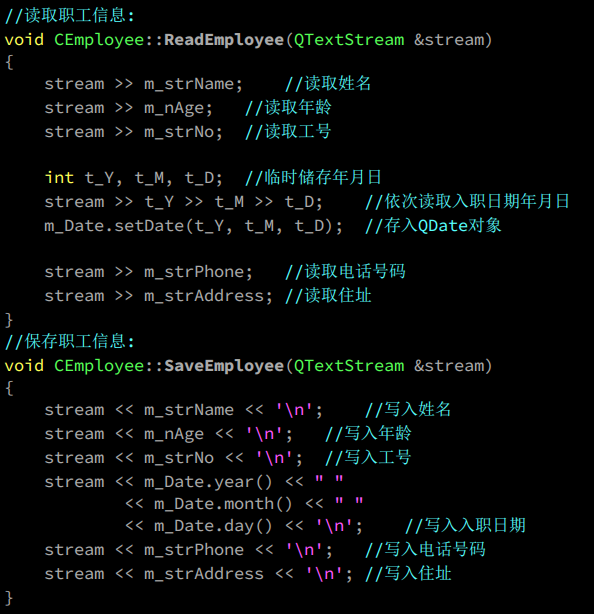 //读取职工信息:
void CEmployee::ReadEmployee(QTextStream &stream)
{
    stream >> m_strName;    //读取姓名
    stream >> m_nAge;   //读取年龄
    stream >> m_strNo;  //读取工号

    int t_Y, t_M, t_D;  //临时储存年月日
    stream >> t_Y >> t_M >> t_D;    //依次读取入职日期年月日
    m_Date.setDate(t_Y, t_M, t_D);  //存入QDate对象

    stream >> m_strPhone;   //读取电话号码
    stream >> m_strAddress; //读取住址
}
//保存职工信息:
void CEmployee::SaveEmployee(QTextStream &stream)
{
    stream << m_strName << '\n';    //写入姓名
    stream << m_nAge << '\n';   //写入年龄
    stream << m_strNo << '\n';  //写入工号
    stream << m_Date.year() << " "
            << m_Date.month() << " "
            << m_Date.day() << '\n';    //写入入职日期
    stream << m_strPhone << '\n';   //写入电话号码
    stream << m_strAddress << '\n'; //写入住址
}